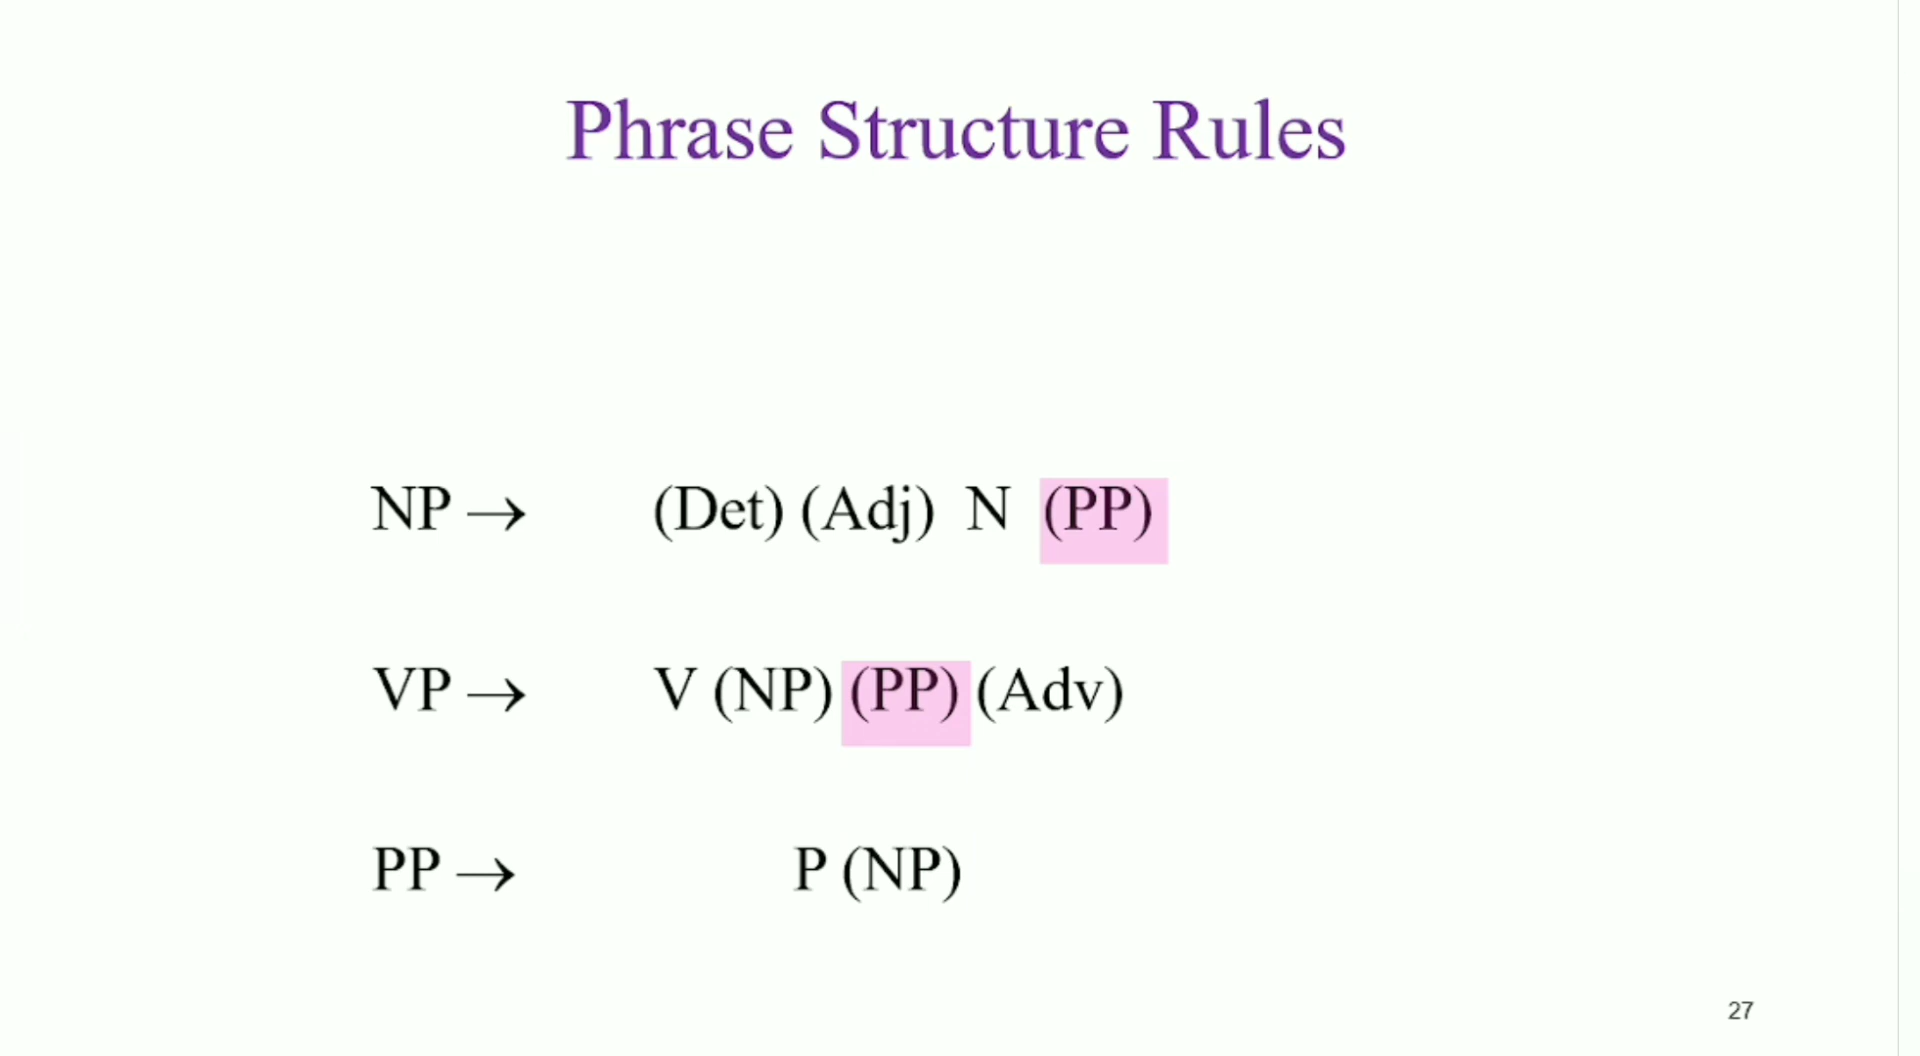 Phrase Structure Rules
NP → (Det) (Adj) N (PP)
VP → V (NP) (PP) (Adv)
PP → P (NP)
27